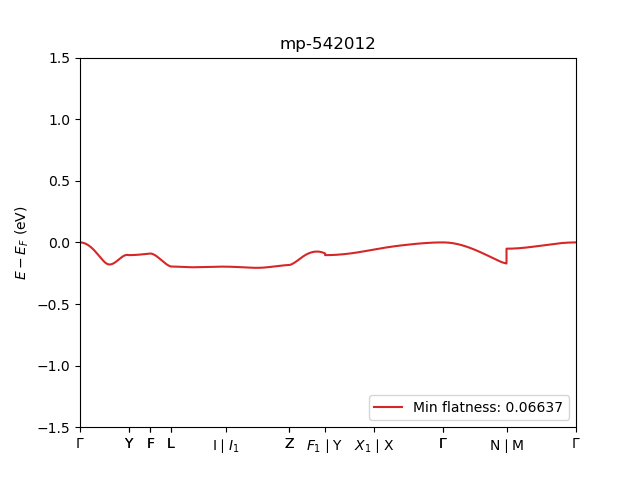 mp-542012
E − E_F (eV)
1.5
1.0
0.5
0.0
−0.5
−1.0
−1.5
Min flatness: 0.06637
Γ Y F L I | I₁ Z F₁ | Y X₁ | X Γ N | M Γ